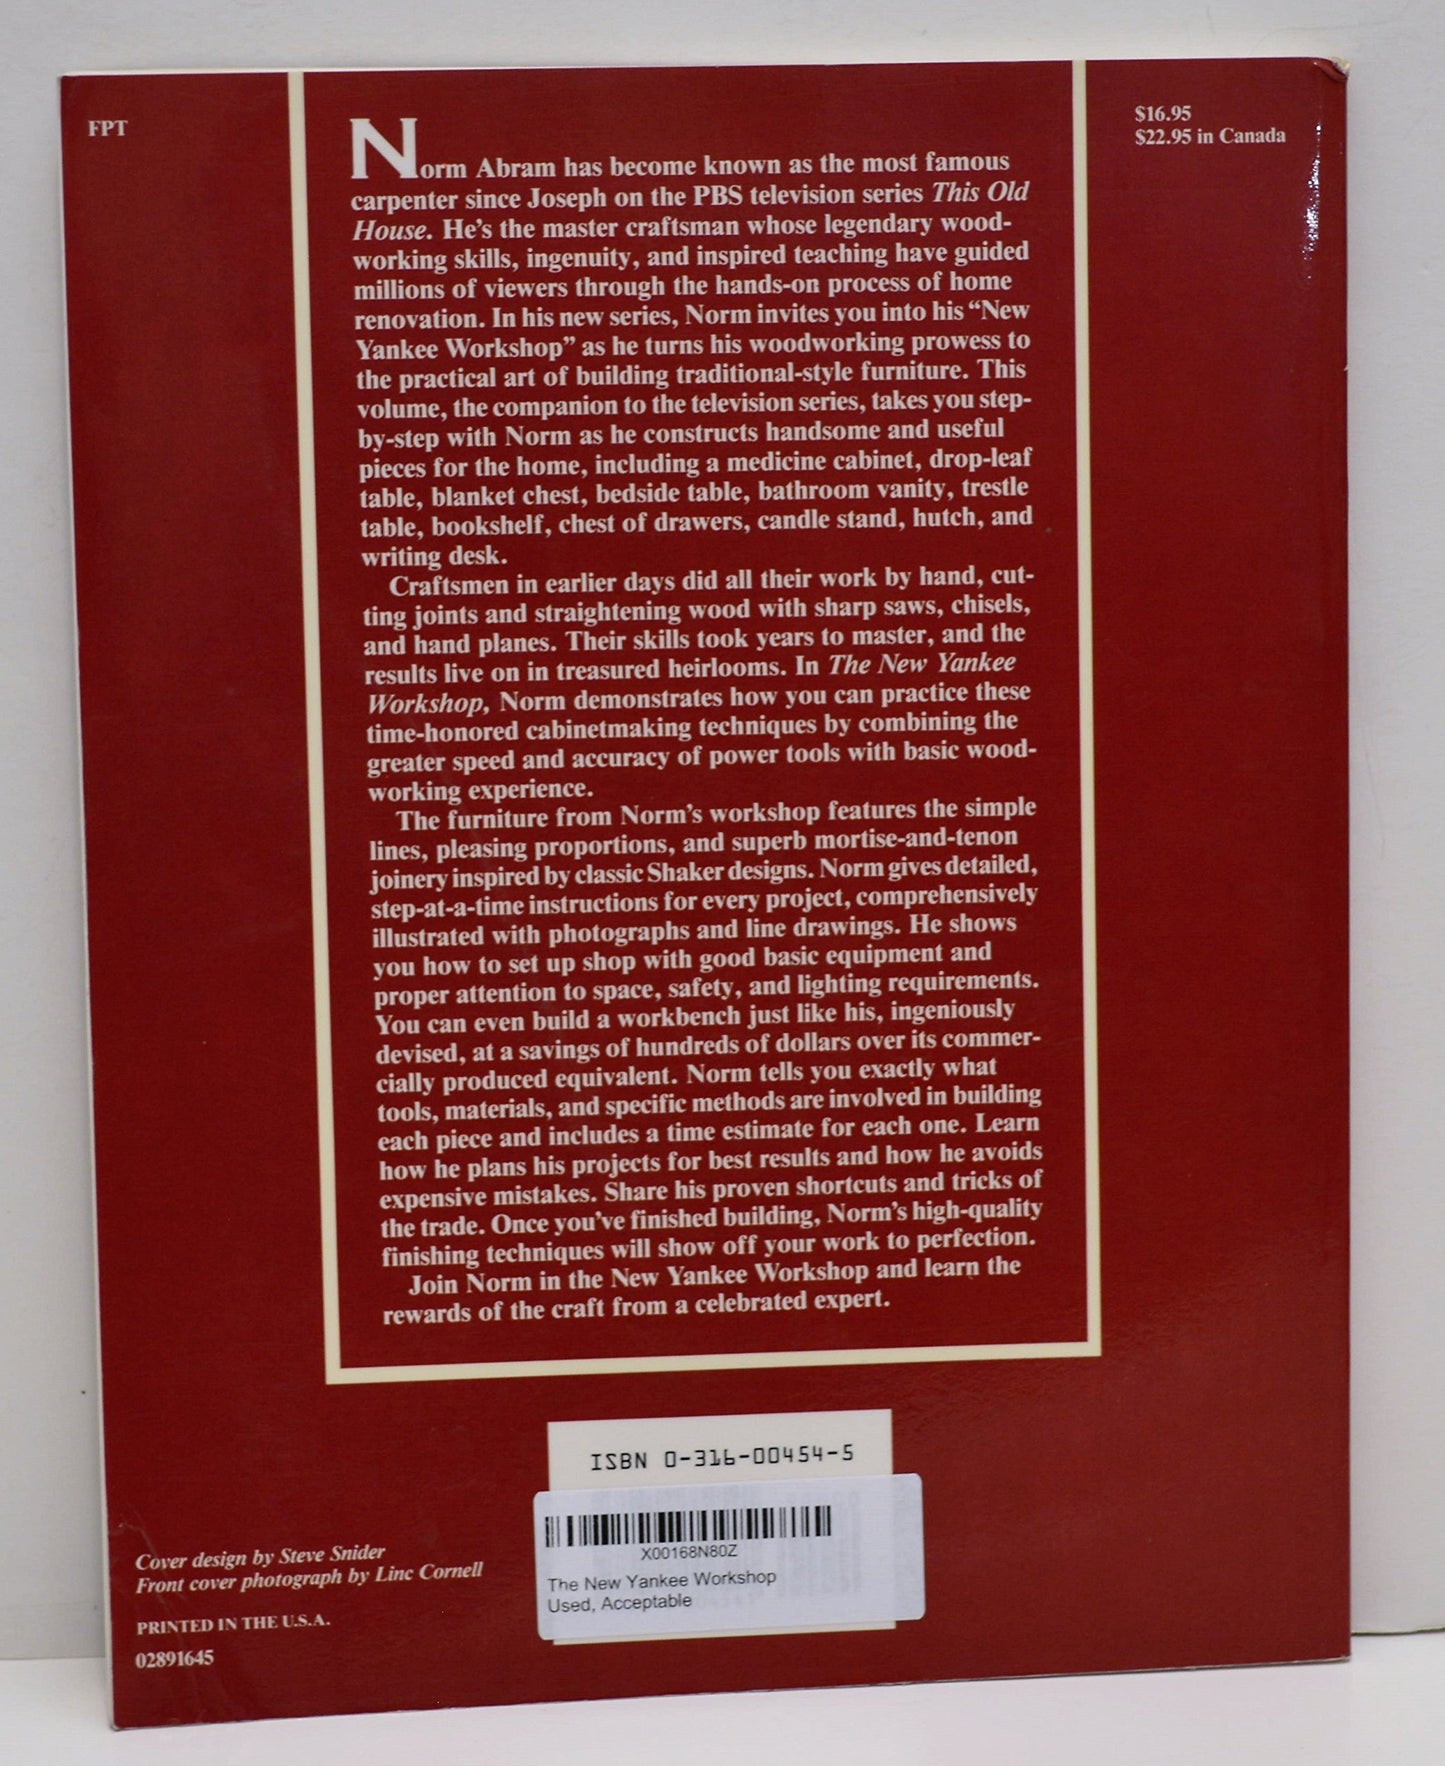 FPT
$16.95
$22.95 in Canada
Norm Abram has become known as the most famous
carpenter since Joseph on the PBS television series This Old
House. He's the master craftsman whose legendary wood-
working skills, ingenuity, and inspired teaching have guided
millions of viewers through the hands-on process of home
renovation. In his new series, Norm invites you into his “New
Yankee Workshop” as he turns his woodworking prowess to
the practical art of building traditional-style furniture. This
volume, the companion to the television series, takes you step-
by-step with Norm as he constructs handsome and useful
pieces for the home, including a medicine cabinet, drop-leaf
table, blanket chest, bedside table, bathroom vanity, trestle
table, bookshelf, chest of drawers, candle stand, hutch, and
writing desk.
Craftsmen in earlier days did all their work by hand, cut-
ting joints and straightening wood with sharp saws, chisels,
and hand planes. Their skills took years to master, and the
results live on in treasured heirlooms. In The New Yankee
Workshop, Norm demonstrates how you can practice these
time-honored cabinetmaking techniques by combining the
greater speed and accuracy of power tools with basic wood-
working experience.
The furniture from Norm's workshop features the simple
lines, pleasing proportions, and superb mortise-and-tenon
joinery inspired by classic Shaker designs. Norm gives detailed,
step-at-a-time instructions for every project, comprehensively
illustrated with photographs and line drawings. He shows
you how to set up shop with good basic equipment and
proper attention to space, safety, and lighting requirements.
You can even build a workbench just like his, ingeniously
devised, at a savings of hundreds of dollars over its commer-
cially produced equivalent. Norm tells you exactly what
tools, materials, and specific methods are involved in building
each piece and includes a time estimate for each one. Learn
how he plans his projects for best results and how he avoids
expensive mistakes. Share his proven shortcuts and tricks of
the trade. Once you've finished building, Norm's high-quality
finishing techniques will show off your work to perfection.
Join Norm in the New Yankee Workshop and learn the
rewards of the craft from a celebrated expert.
ISBN 0-316-00454-5
X00168N80Z
The New Yankee Workshop
Used, Acceptable
Cover design by Steve Snider
Front cover photograph by Linc Cornell
PRINTED IN THE U.S.A.
02891645